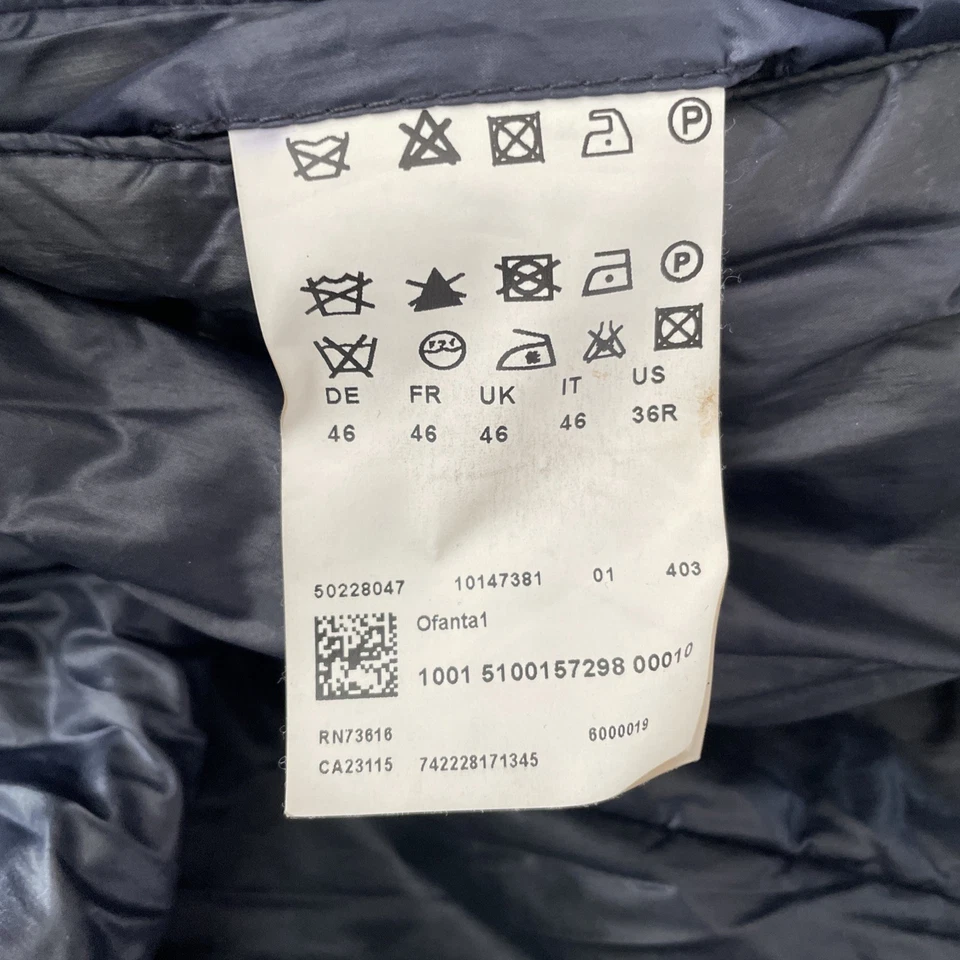 P
P
DE FR UK IT US
46 46 46 46 36R
50228047 10147381 01 403
Ofanta1
1001 5100157298 00010
RN73616 6000019
CA23115 742228171345